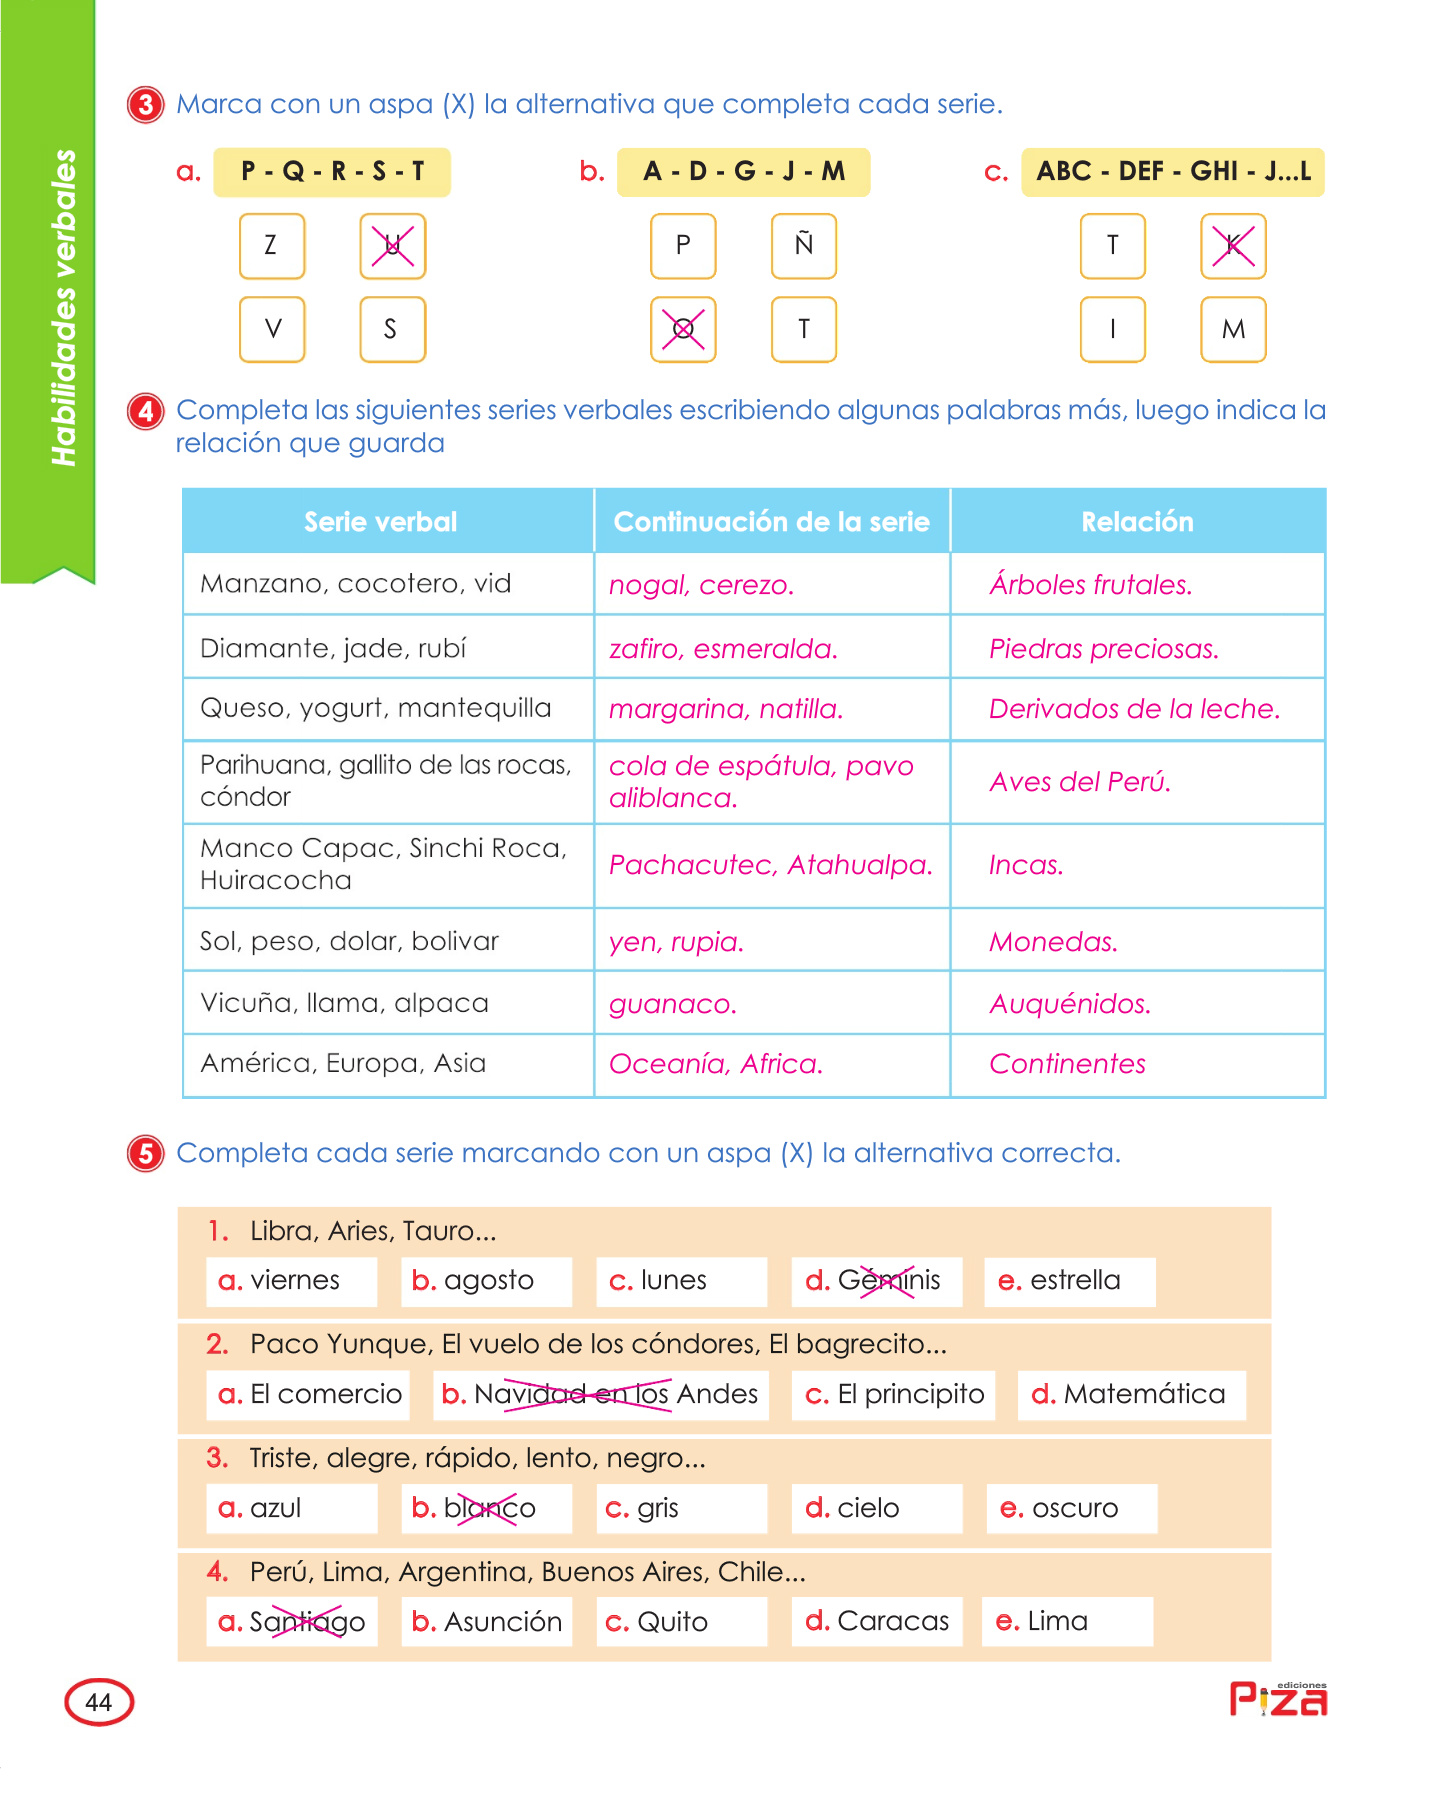 Habilidades verbales
3 Marca con un aspa (X) la alternativa que completa cada serie.
a. P - Q - R - S - T
b. A - D - G - J - M
c. ABC - DEF - GHI - J...L
Z U P Ñ T K
V S O T I M
4 Completa las siguientes series verbales escribiendo algunas palabras más, luego indica la
relación que guarda
Serie verbal Continuación de la serie Relación
Manzano, cocotero, vid nogal, cerezo. Árboles frutales.
Diamante, jade, rubí zafiro, esmeralda. Piedras preciosas.
Queso, yogurt, mantequilla margarina, natilla. Derivados de la leche.
Parihuana, gallito de las rocas,
cóndor
cola de espátula, pavo
aliblanca.
Aves del Perú.
Manco Capac, Sinchi Roca,
Huiracocha
Pachacutec, Atahualpa. Incas.
Sol, peso, dolar, bolivar yen, rupia. Monedas.
Vicuña, llama, alpaca guanaco. Auquénidos.
América, Europa, Asia Oceanía, Africa. Continentes
5 Completa cada serie marcando con un aspa (X) la alternativa correcta.
1. Libra, Aries, Tauro...
a. viernes b. agosto c. lunes d. Géminis e. estrella
2. Paco Yunque, El vuelo de los cóndores, El bagrecito...
a. El comercio b. Navidad en los Andes c. El principito d. Matemática
3. Triste, alegre, rápido, lento, negro...
a. azul b. blanco c. gris d. cielo e. oscuro
4. Perú, Lima, Argentina, Buenos Aires, Chile...
a. Santiago b. Asunción c. Quito d. Caracas e. Lima
44
ediciones
Piza